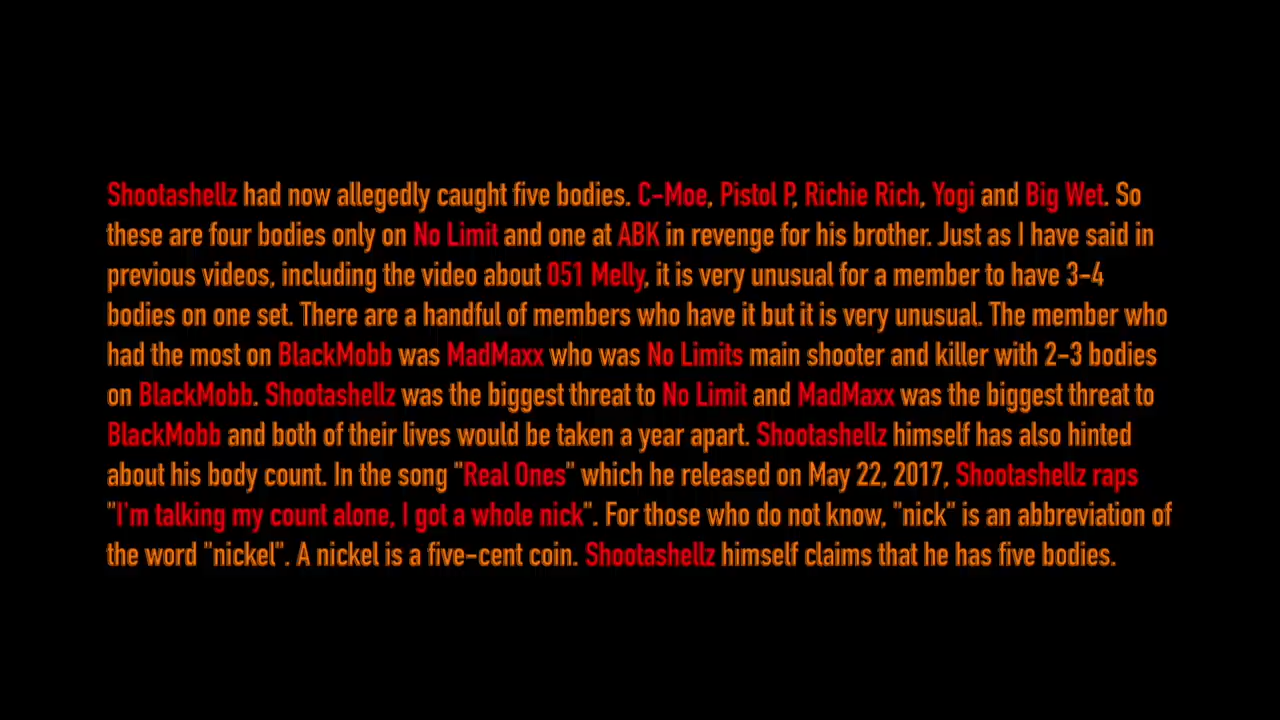 Shootashellz had now allegedly caught five bodies. C-Moe, Pistol P, Richie Rich, Yogi and Big Wet. So
these are four bodies only on No Limit and one at ABK in revenge for his brother. Just as I have said in
previous videos, including the video about 051 Melly, it is very unusual for a member to have 3-4
bodies on one set. There are a handful of members who have it but it is very unusual. The member who
had the most on BlackMobb was MadMaxx who was No Limits main shooter and killer with 2-3 bodies
on BlackMobb. Shootashellz was the biggest threat to No Limit and MadMaxx was the biggest threat to
BlackMobb and both of their lives would be taken a year apart. Shootashellz himself has also hinted
about his body count. In the song "Real Ones" which he released on May 22, 2017, Shootashellz raps
"I'm talking my count alone, I got a whole nick". For those who do not know, "nick" is an abbreviation of
the word "nickel". A nickel is a five-cent coin. Shootashellz himself claims that he has five bodies.